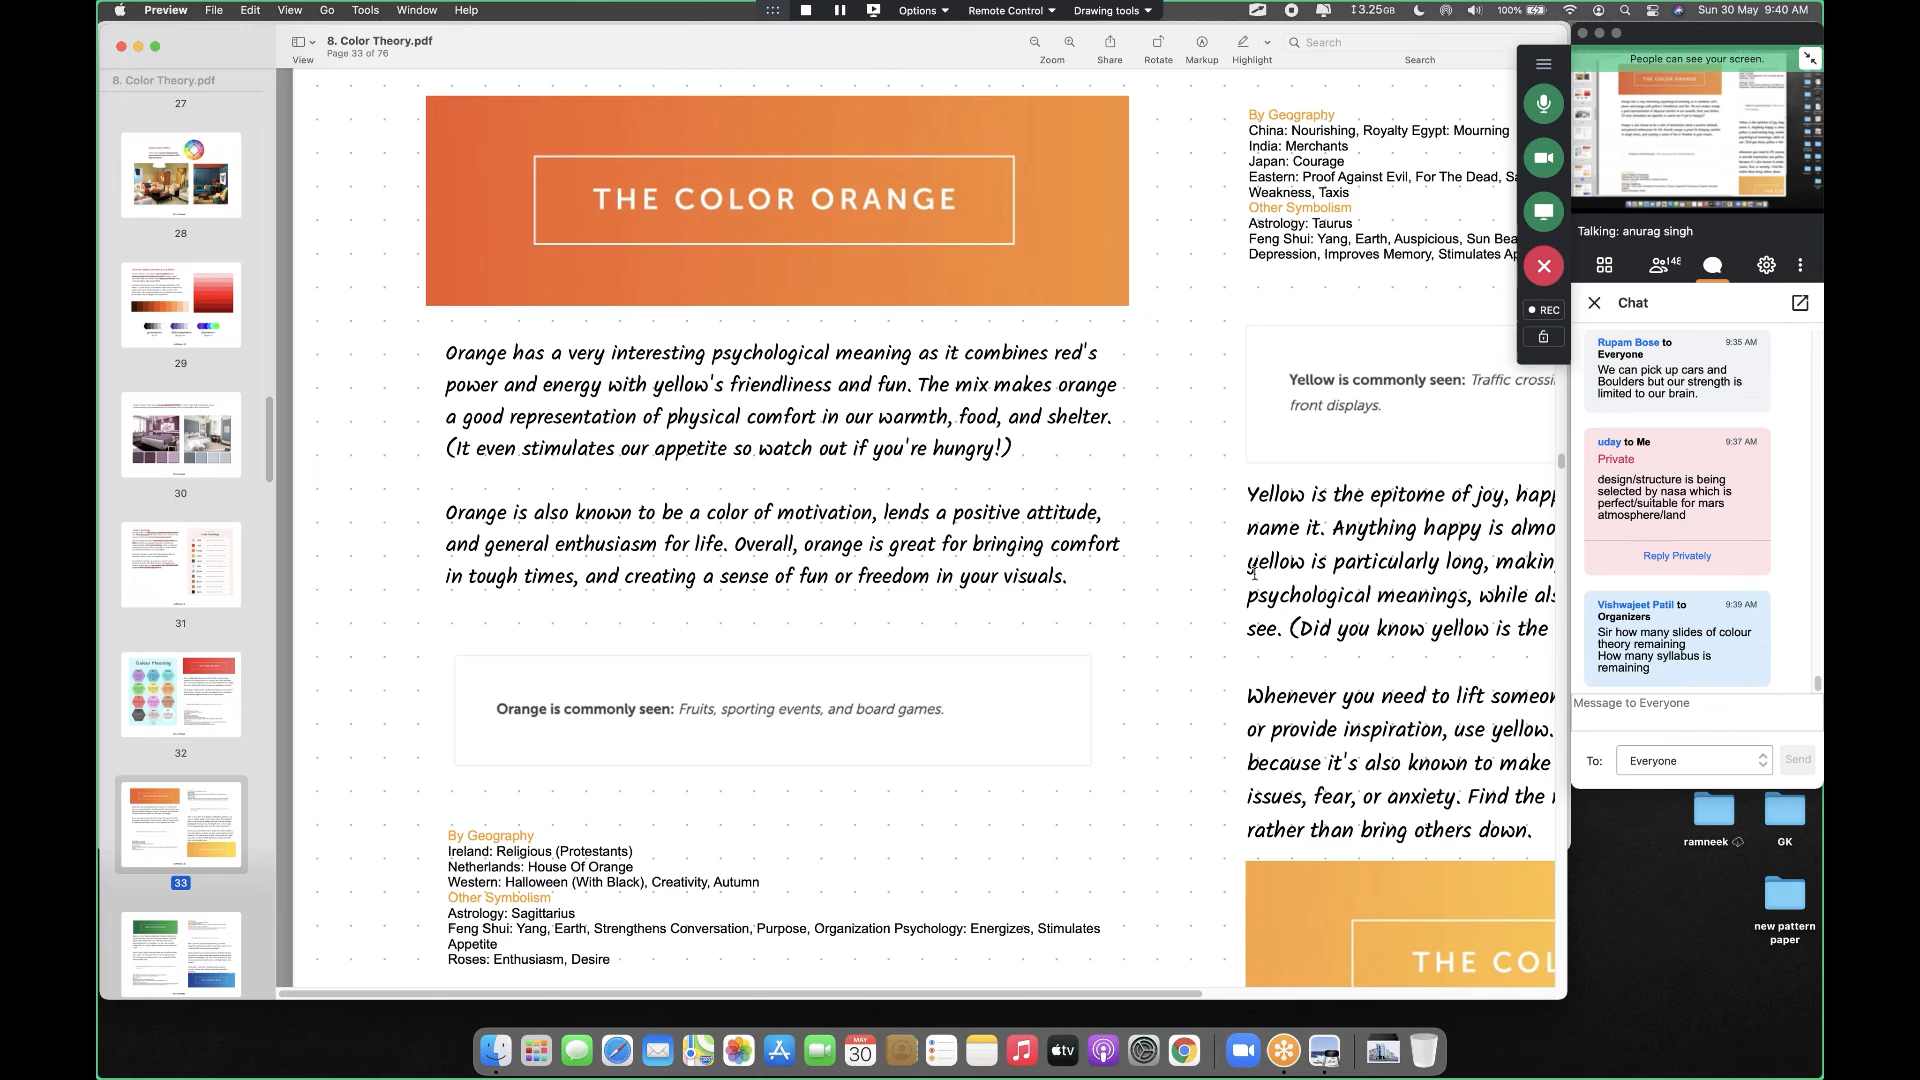 Preview File Edit View Go Tools Window Help
Options Remote Control Drawing tools
3.25GB 100% Sun 30 May 9:40 AM
8. Color Theory.pdf
27
28
29
30
31
32
33
8. Color Theory.pdf
Page 33 of 76
View
Zoom Share Rotate Markup Highlight Search
Search
THE COLOR ORANGE
Orange has a very interesting psychological meaning as it combines red's
power and energy with yellow's friendliness and fun. The mix makes orange
a good representation of physical comfort in our warmth, food, and shelter.
(It even stimulates our appetite so watch out if you're hungry!)
Orange is also known to be a color of motivation, lends a positive attitude,
and general enthusiasm for life. Overall, orange is great for bringing comfort
in tough times, and creating a sense of fun or freedom in your visuals.
Orange is commonly seen: Fruits, sporting events, and board games.
By Geography
Ireland: Religious (Protestants)
Netherlands: House Of Orange
Western: Halloween (With Black), Creativity, Autumn
Other Symbolism
Astrology: Sagittarius
Feng Shui: Yang, Earth, Strengthens Conversation, Purpose, Organization Psychology: Energizes, Stimulates
Appetite
Roses: Enthusiasm, Desire
By Geography
China: Nourishing, Royalty Egypt: Mourning
India: Merchants
Japan: Courage
Eastern: Proof Against Evil, For The Dead, Sa
Weakness, Taxis
Other Symbolism
Astrology: Taurus
Feng Shui: Yang, Earth, Auspicious, Sun Bea
Depression, Improves Memory, Stimulates Ap
Yellow is commonly seen: Traffic crossi
front displays.
Yellow is the epitome of joy, happ
name it. Anything happy is almo
yellow is particularly long, makin
psychological meanings, while als
see. (Did you know yellow is the
Whenever you need to lift someon
or provide inspiration, use yellow.
because it's also known to make
issues, fear, or anxiety. Find the
rather than bring others down.
THE COL
REC
People can see your screen.
Talking: anurag singh
148
Chat
Rupam Bose to 9:35 AM
Everyone
We can pick up cars and
Boulders but our strength is
limited to our brain.
uday to Me 9:37 AM
Private
design/structure is being
selected by nasa which is
perfect/suitable for mars
atmosphere/land
Reply Privately
Vishwajeet Patil to 9:39 AM
Organizers
Sir how many slides of colour
theory remaining
How many syllabus is
remaining
Message to Everyone
To: Everyone Send
ramneek GK
new pattern
paper
MAY
30
tv